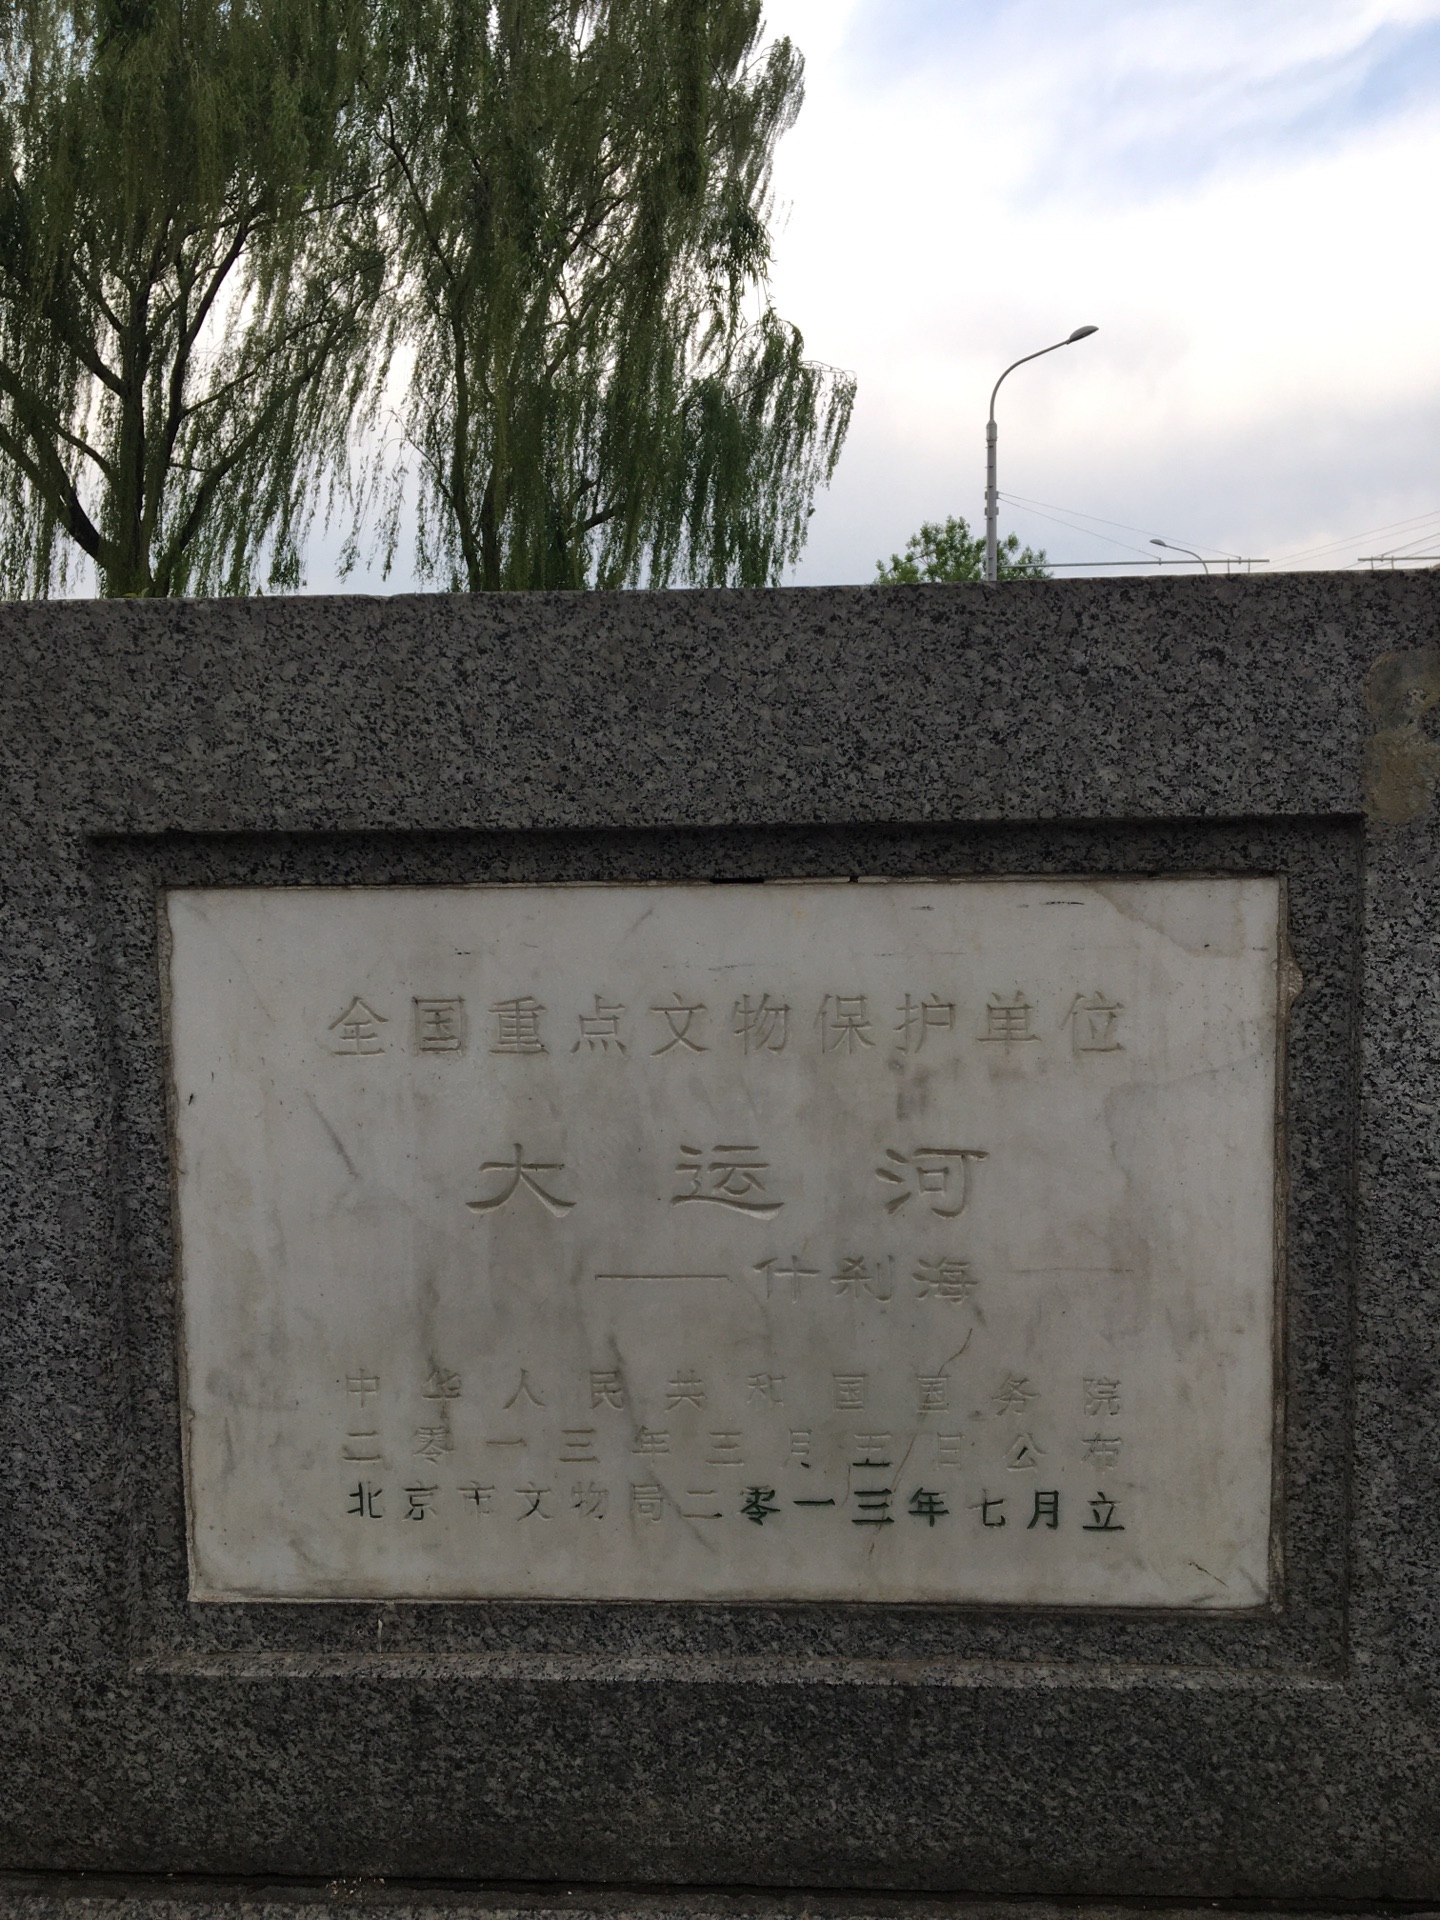 全国重点文物保护单位
大运河
——什刹海
中华人民共和国国务院
二零一三年三月五日公布
北京市文物局二零一三年七月立